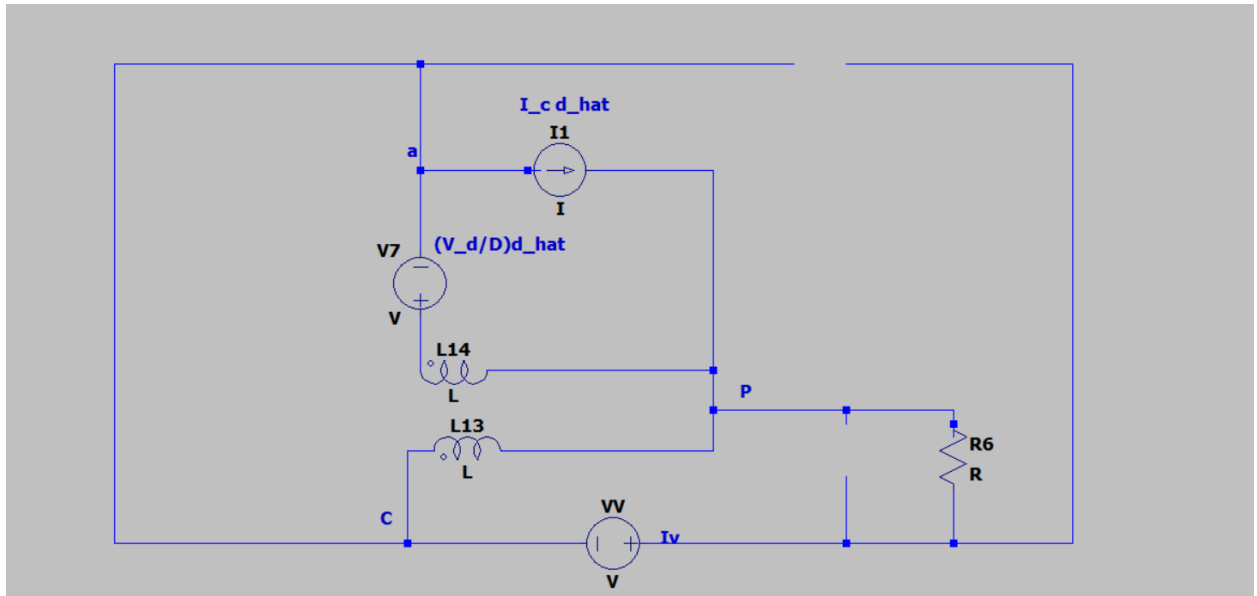 I_c d_hat
I1
a
I
V7
(V_d/D)d_hat
V
L14
L
P
L13
L
R6
R
C
VV
Iv
V